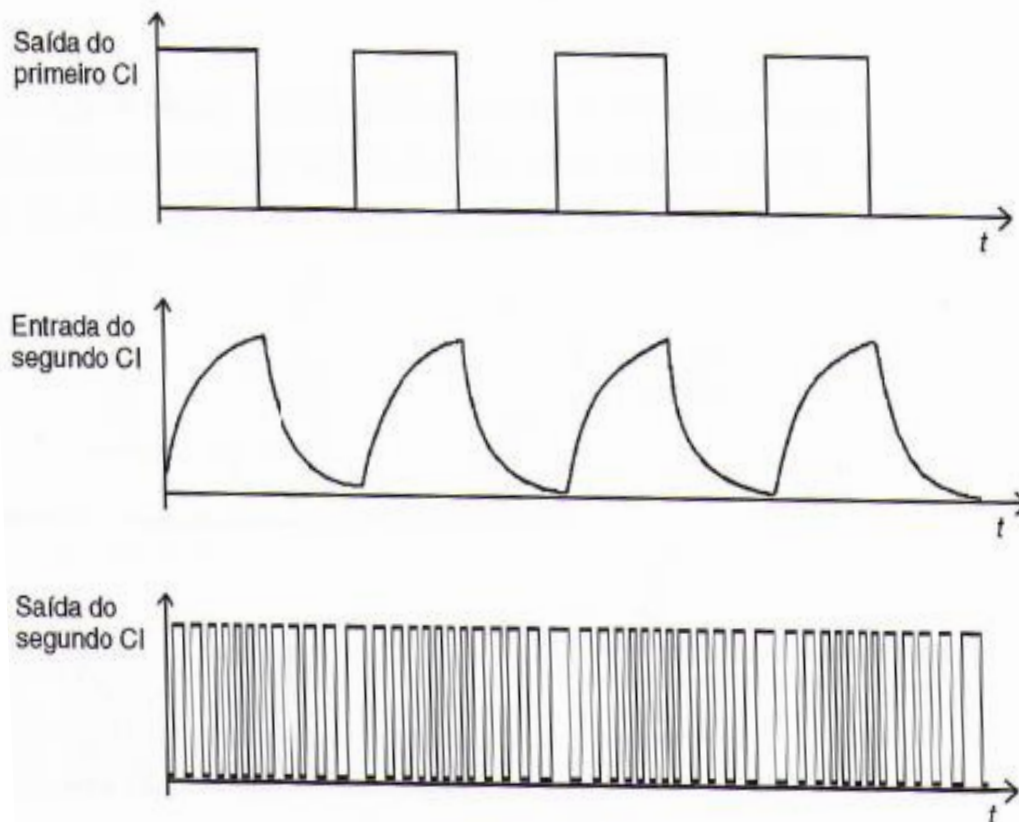 Saída do
primeiro CI
t
Entrada do
segundo CI
t
Saída do
segundo CI
t